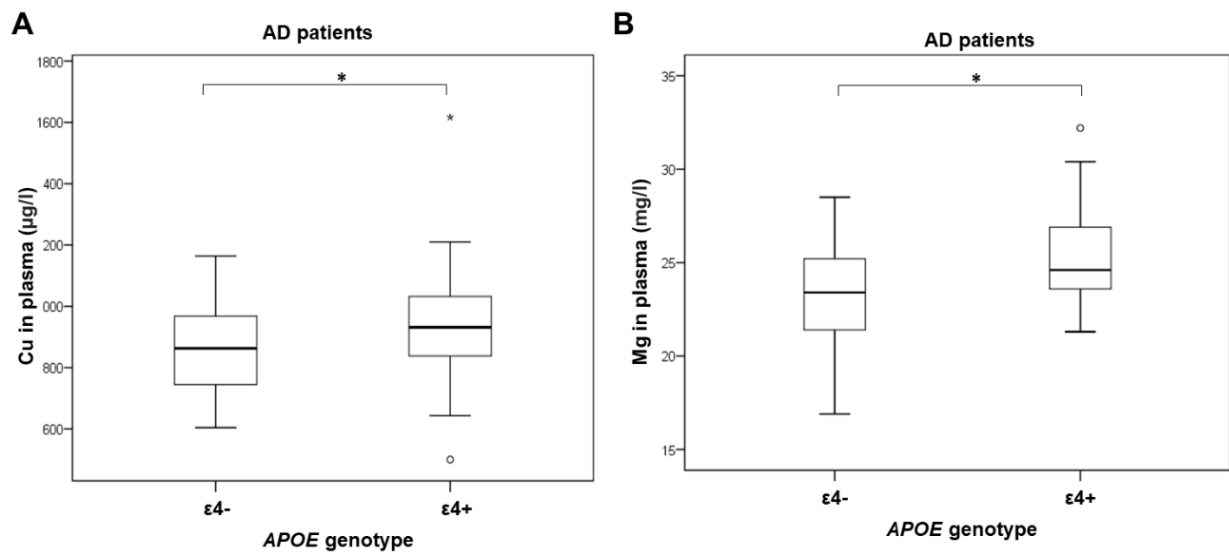 A
AD patients
1800
1600
400
200
000
800
600
Cu in plasma (µg/l)
*
*
ε4-
ε4+
APOE genotype
B
AD patients
35
30
25
20
15
Mg in plasma (mg/l)
*
ε4-
ε4+
APOE genotype